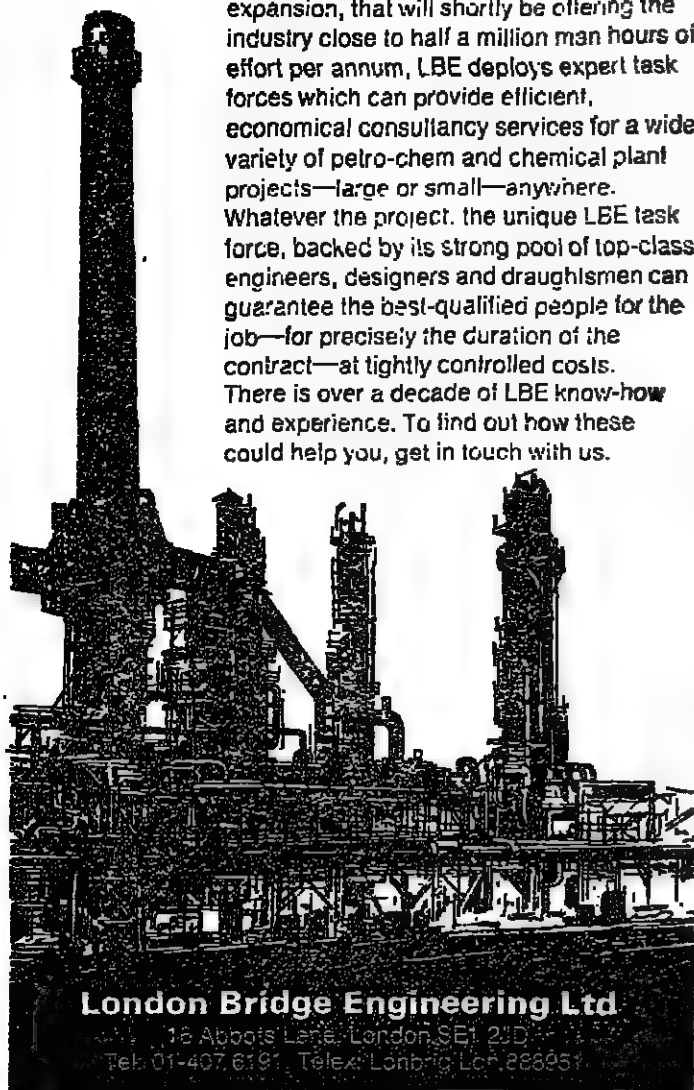 expansion, that will shortly be offering the
industry close to half a million man hours of
effort per annum, LBE deploys expert task
forces which can provide efficient,
economical consultancy services for a wide
variety of petro-chem and chemical plant
projects—large or small—anywhere.
Whatever the project. the unique LBE task
force, backed by its strong pool of top-class
engineers, designers and draughtsmen can
guarantee the best-qualified people for the
job—for precisely the duration of the
contract—at tightly controlled costs.
There is over a decade of LBE know-how
and experience. To find out how these
could help you, get in touch with us.
London Bridge Engineering Ltd
Abbots Lane, London SE1
Tel: 01-407 6191 Telex: